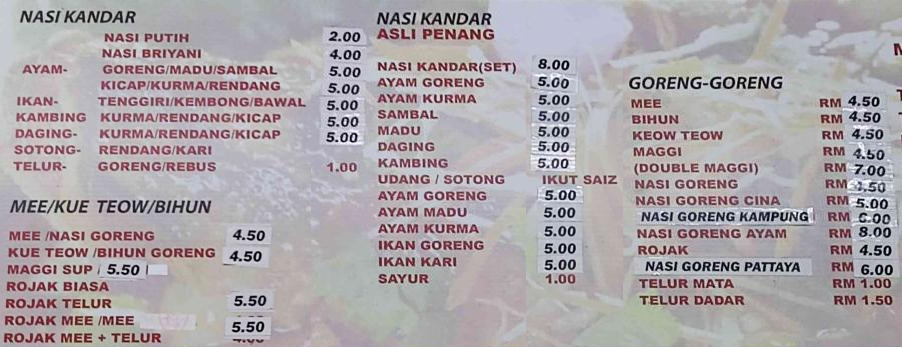 NASI KANDAR
NASI PUTIH 2.00
NASI BRIYANI 4.00
AYAM- GORENG/MADU/SAMBAL 5.00
KICAP/KURMA/RENDANG 5.00
IKAN- TENGGIRI/KEMBONG/BAWAL 5.00
KAMBING KURMA/RENDANG/KICAP 5.00
DAGING- KURMA/RENDANG/KICAP 5.00
SOTONG- RENDANG/KARI
TELUR- GORENG/REBUS 1.00
MEE/KUE TEOW/BIHUN
MEE /NASI GORENG 4.50
KUE TEOW /BIHUN GORENG 4.50
MAGGI SUP / 5.50
ROJAK BIASA
ROJAK TELUR 5.50
ROJAK MEE /MEE
ROJAK MEE + TELUR 5.50
NASI KANDAR
ASLI PENANG
NASI KANDAR(SET) 8.00
AYAM GORENG 5.00
AYAM KURMA 5.00
SAMBAL 5.00
MADU 5.00
DAGING 5.00
KAMBING 5.00
UDANG / SOTONG IKUT SAIZ
AYAM GORENG 5.00
AYAM MADU 5.00
AYAM KURMA 5.00
IKAN GORENG 5.00
IKAN KARI 5.00
SAYUR 1.00
GORENG-GORENG
MEE RM 4.50
BIHUN RM 4.50
KEOW TEOW RM 4.50
MAGGI RM 4.50
(DOUBLE MAGGI) RM 7.00
NASI GORENG RM
NASI GORENG CINA RM 5.00
NASI GORENG KAMPUNG RM
NASI GORENG AYAM RM 8.00
ROJAK RM 4.50
NASI GORENG PATTAYA RM 6.00
TELUR MATA RM 1.00
TELUR DADAR RM 1.50